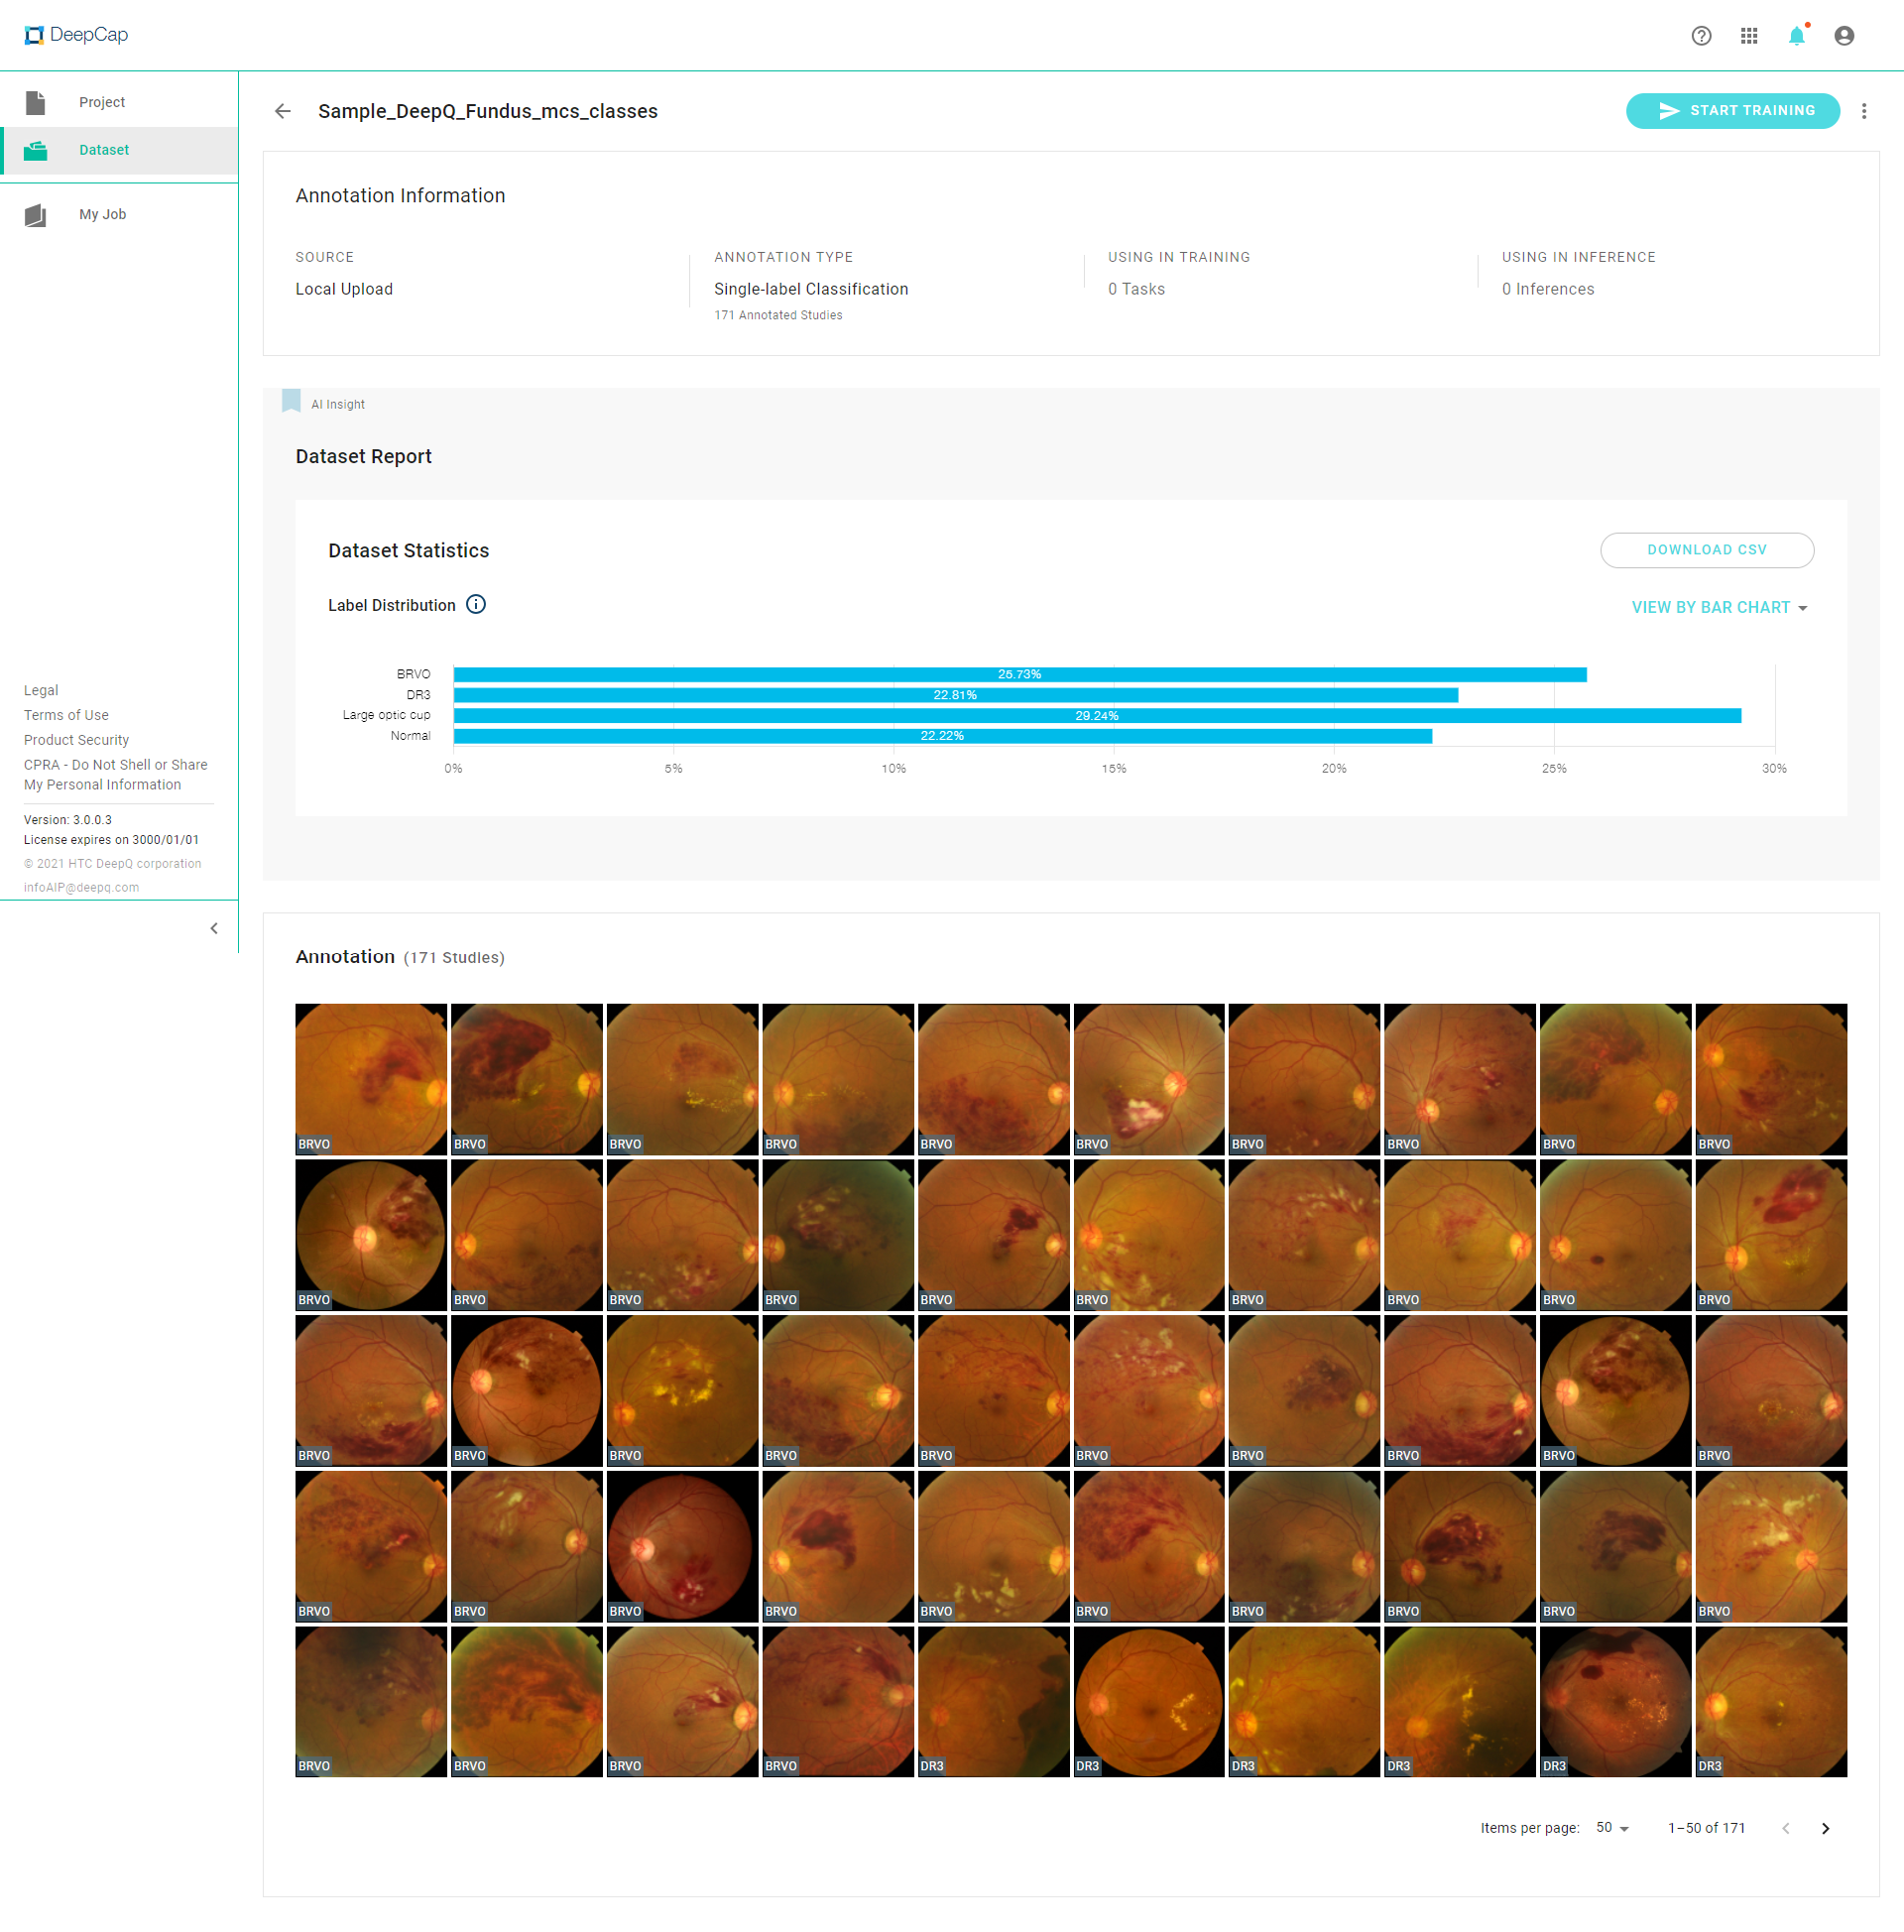 DeepCap
Project
Dataset
My Job
Legal
Terms of Use
Product Security
CPRA - Do Not Shell or Share
My Personal Information
Version: 3.0.0.3
License expires on 3000/01/01
© 2021 HTC DeepQ corporation
infoAIP@deepq.com
Sample_DeepQ_Fundus_mcs_classes
START TRAINING
Annotation Information
SOURCE
Local Upload
ANNOTATION TYPE
Single-label Classification
171 Annotated Studies
USING IN TRAINING
0 Tasks
USING IN INFERENCE
0 Inferences
AI Insight
Dataset Report
Dataset Statistics
DOWNLOAD CSV
Label Distribution
VIEW BY BAR CHART
BRVO 25.73%
DR3 22.81%
Large optic cup 29.24%
Normal 22.22%
0% 5% 10% 15% 20% 25% 30%
Annotation (171 Studies)
BRVO BRVO BRVO BRVO BRVO BRVO BRVO BRVO BRVO BRVO
BRVO BRVO BRVO BRVO BRVO BRVO BRVO BRVO BRVO BRVO
BRVO BRVO BRVO BRVO BRVO BRVO BRVO BRVO BRVO BRVO
BRVO BRVO BRVO BRVO BRVO BRVO BRVO BRVO BRVO BRVO
BRVO BRVO BRVO BRVO DR3 DR3 DR3 DR3 DR3 DR3
Items per page: 50 1–50 of 171